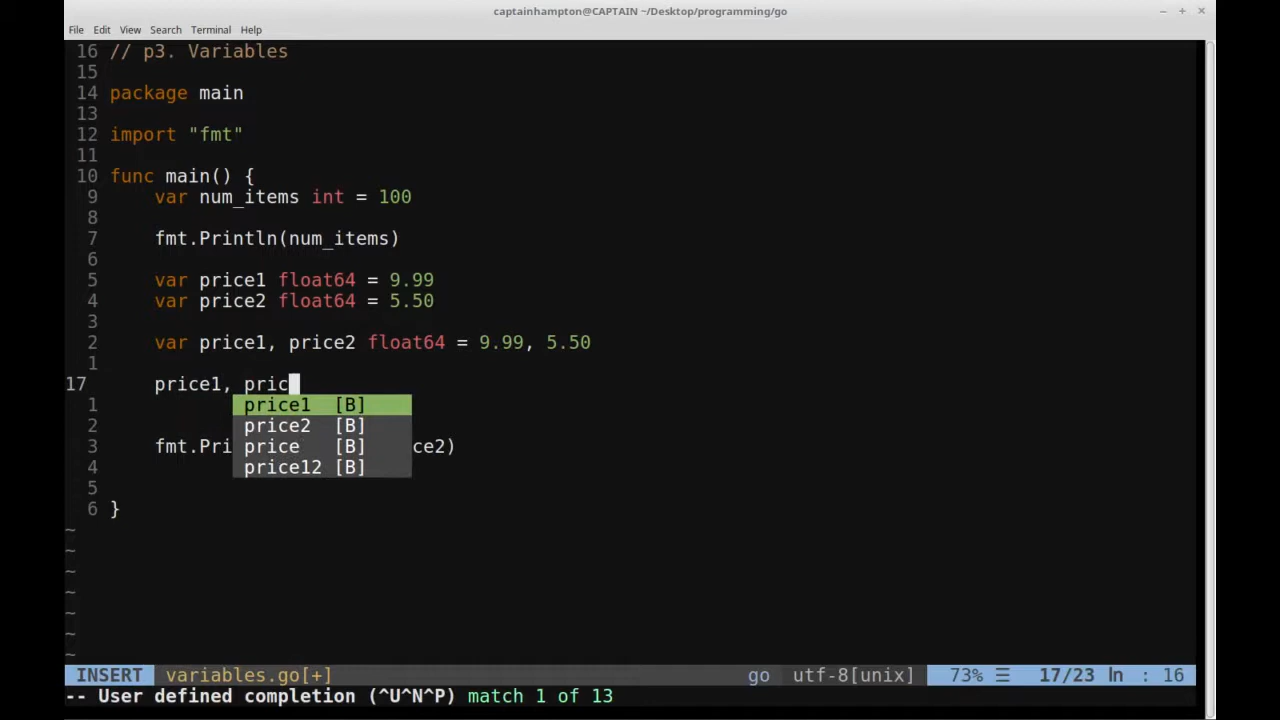 captainhampton@CAPTAIN ~/Desktop/programming/go
File Edit View Search Terminal Help
16 // p3. Variables
15
14 package main
13
12 import "fmt"
11
10 func main() {
9 var num_items int = 100
8
7 fmt.Println(num_items)
6
5 var price1 float64 = 9.99
4 var price2 float64 = 5.50
3
2 var price1, price2 float64 = 9.99, 5.50
1
17 price1, pric
1 price1 [B]
2 price2 [B]
3 fmt.Pri price [B] ce2)
4 price12 [B]
5
6 }
~
~
~
~
~
~
~
INSERT variables.go[+] go utf-8[unix] 73% ☰ 17/23 ln : 16
-- User defined completion (^U^N^P) match 1 of 13